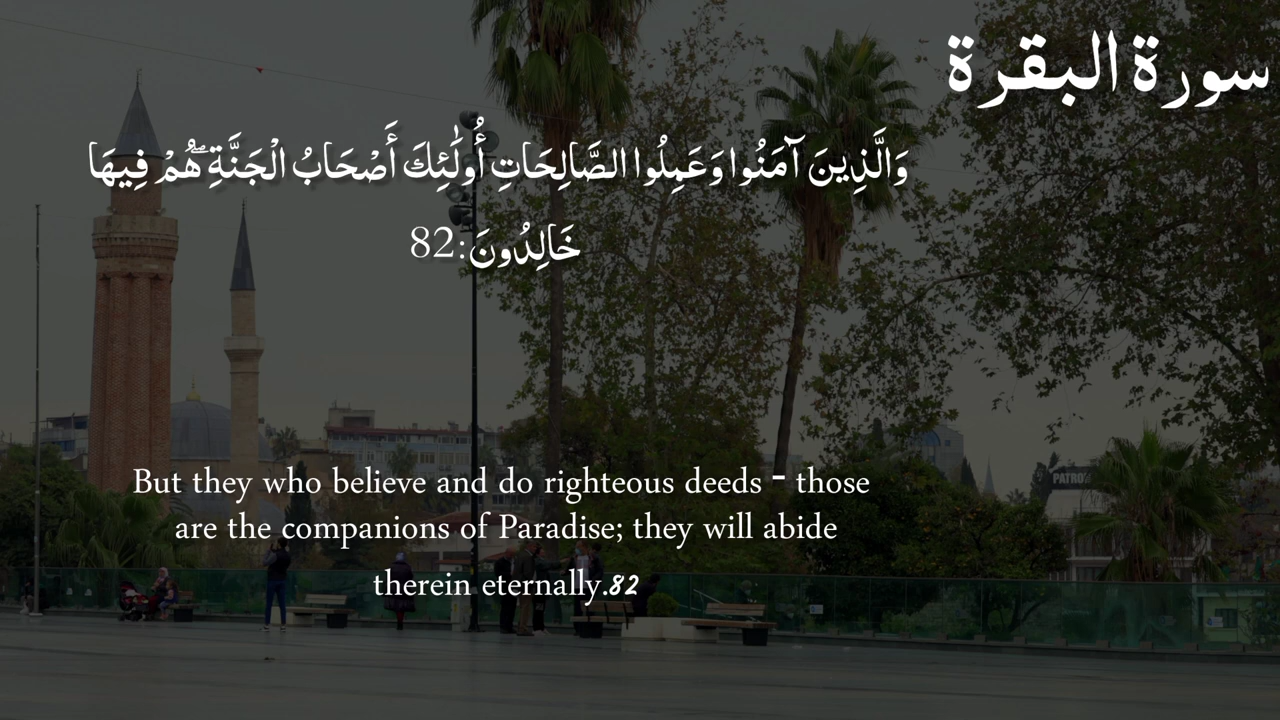 سورة البقرة
وَالَّذِينَ آمَنُوا وَعَمِلُوا الصَّالِحَاتِ أُولَٰئِكَ أَصْحَابُ الْجَنَّةِ ۖ هُمْ فِيهَا
خَالِدُونَ:82
But they who believe and do righteous deeds - those
are the companions of Paradise; they will abide
therein eternally.82